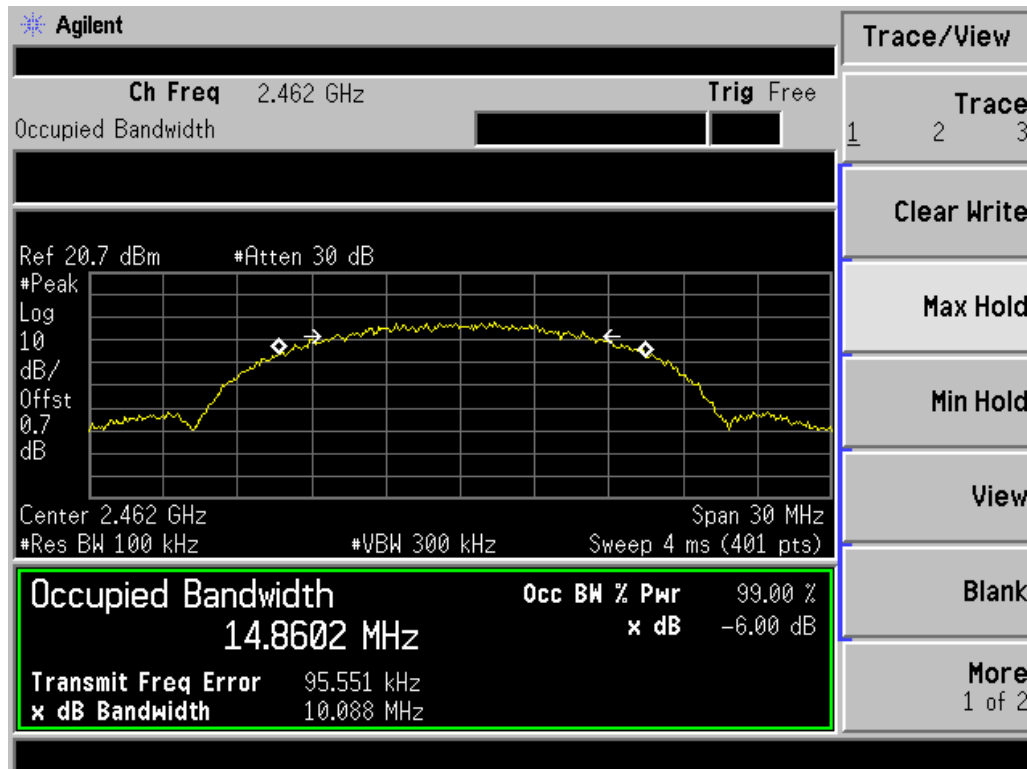 Agilent
Trace/View
Ch Freq 2.462 GHz Trig Free
Occupied Bandwidth
Trace
1 2 3
Clear Write
Max Hold
Min Hold
View
Blank
More
1 of 2
Ref 20.7 dBm #Atten 30 dB
#Peak
Log
10
dB/
Offst
0.7
dB
Center 2.462 GHz Span 30 MHz
#Res BW 100 kHz #VBW 300 kHz Sweep 4 ms (401 pts)
Occupied Bandwidth Occ BW % Pwr 99.00 %
14.8602 MHz x dB -6.00 dB
Transmit Freq Error 95.551 kHz
x dB Bandwidth 10.088 MHz